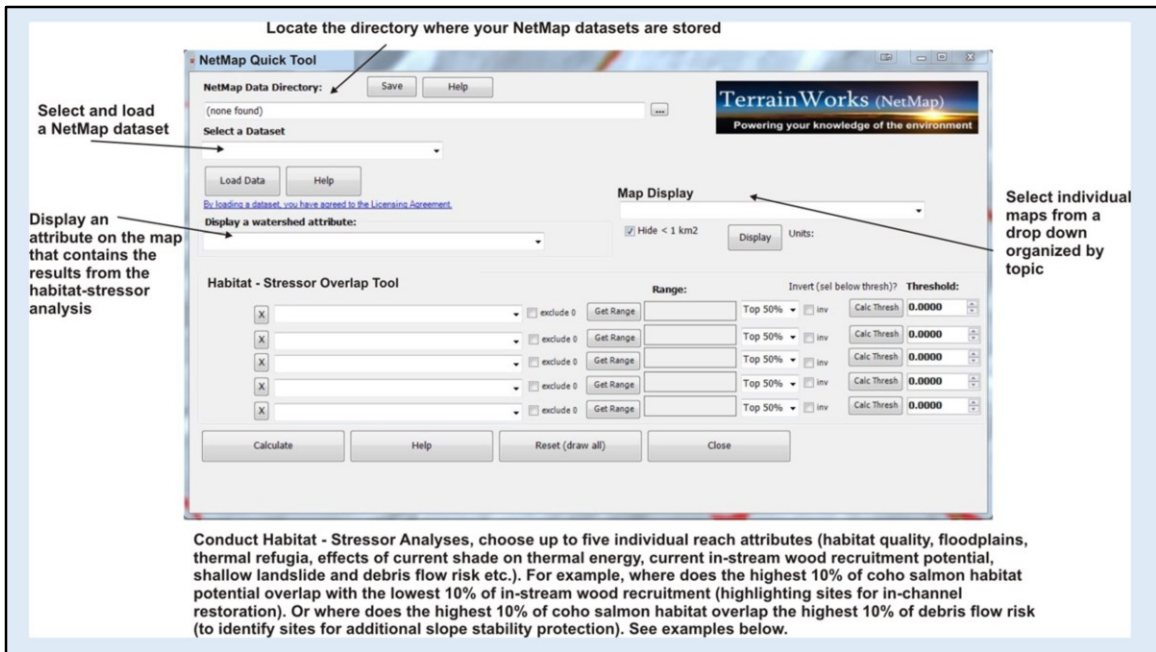 Locate the directory where your NetMap datasets are stored
NetMap Quick Tool
NetMap Data Directory:
Save
Help
(none found)
...
TerrainWorks (NetMap)
Powering your knowledge of the environment
Select and load
a NetMap dataset
Select a Dataset
Load Data
Help
By loading a dataset, you have agreed to the Licensing Agreement.
Display an
attribute on the map
that contains the
results from the
habitat-stressor
analysis
Display a watershed attribute:
Map Display
Hide < 1 km2
Display
Units:
Select individual
maps from a
drop down
organized by
topic
Habitat - Stressor Overlap Tool
Range:
Invert (sel below thresh)?
Threshold:
X exclude 0 Get Range Top 50% inv Calc Thresh 0.0000
X exclude 0 Get Range Top 50% inv Calc Thresh 0.0000
X exclude 0 Get Range Top 50% inv Calc Thresh 0.0000
X exclude 0 Get Range Top 50% inv Calc Thresh 0.0000
X exclude 0 Get Range Top 50% inv Calc Thresh 0.0000
Calculate
Help
Reset (draw all)
Close
Conduct Habitat - Stressor Analyses, choose up to five individual reach attributes (habitat quality, floodplains,
thermal refugia, effects of current shade on thermal energy, current in-stream wood recruitment potential,
shallow landslide and debris flow risk etc.). For example, where does the highest 10% of coho salmon habitat
potential overlap with the lowest 10% of in-stream wood recruitment (highlighting sites for in-channel
restoration). Or where does the highest 10% of coho salmon habitat overlap the highest 10% of debris flow risk
(to identify sites for additional slope stability protection). See examples below.